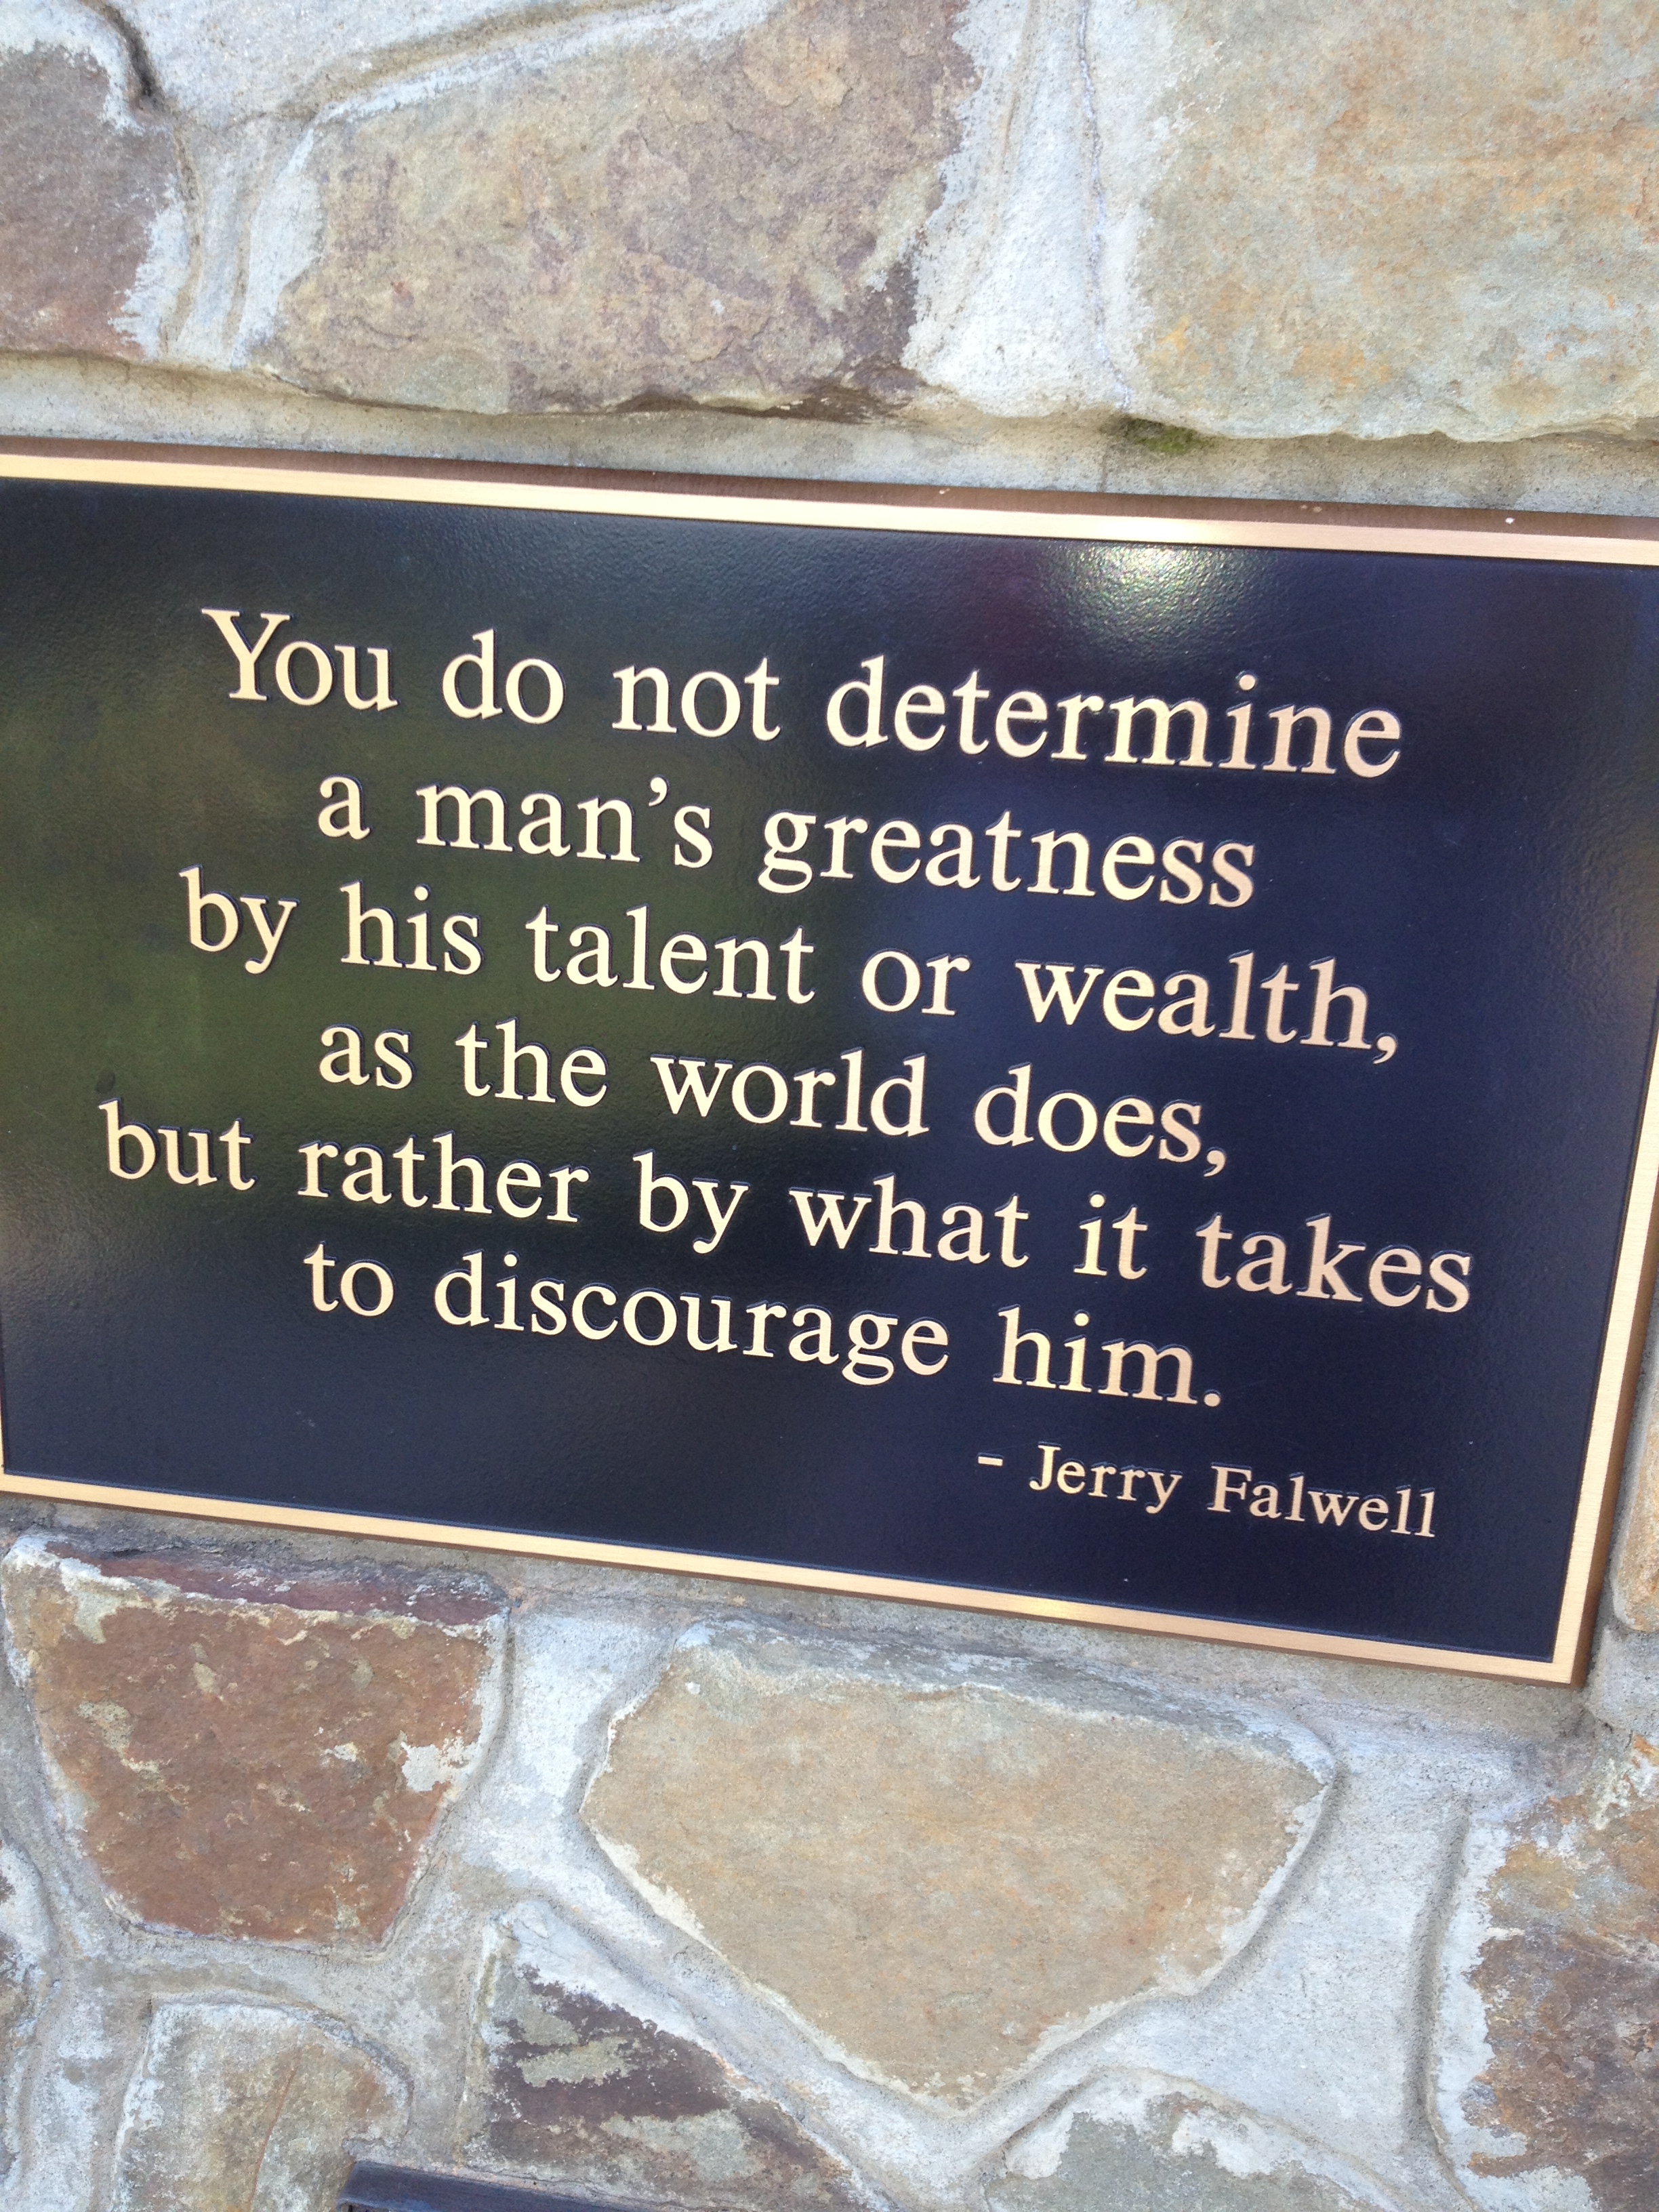 You do not determine
a man’s greatness
by his talent or wealth,
as the world does,
but rather by what it takes
to discourage him.
- Jerry Falwell